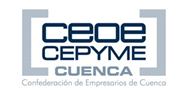 ceoe
CEPYME
CUENCA
Confederación de Empresarios de Cuenca